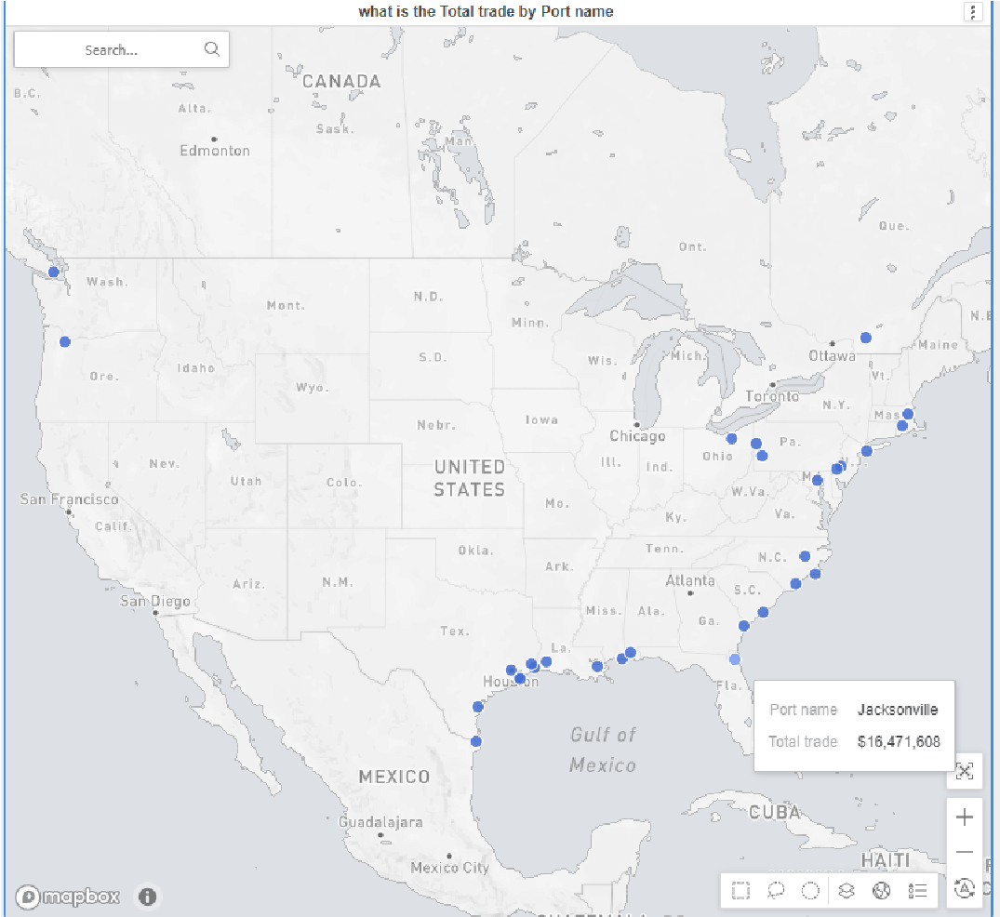 what is the Total trade by Port name
Search...
CANADA
B.C.
Alta.
Sask.
Man.
Edmonton
Que.
Ont.
Wash.
Mont.
N.D.
Minn.
Ottawa
Maine
Ore.
Idaho
S.D.
Wis.
Mich.
Vt.
Wyo.
Toronto
N.Y.
Mas
Nebr.
Iowa
Chicago
Pa.
Nev.
Utah
Colo.
UNITED
STATES
Ill.
Ind.
Ohio
San Francisco
Mo.
W.Va.
Calif.
Ky.
Va.
Okla.
Tenn.
Ark.
N.C.
Ariz.
N.M.
Atlanta
S.C.
San Diego
Miss.
Ala.
Ga.
Tex.
La.
Houston
Fla.
Port name Jacksonville
Total trade $16,471,608
Gulf of
Mexico
MEXICO
CUBA
Guadalajara
Mexico City
HAITI
mapbox